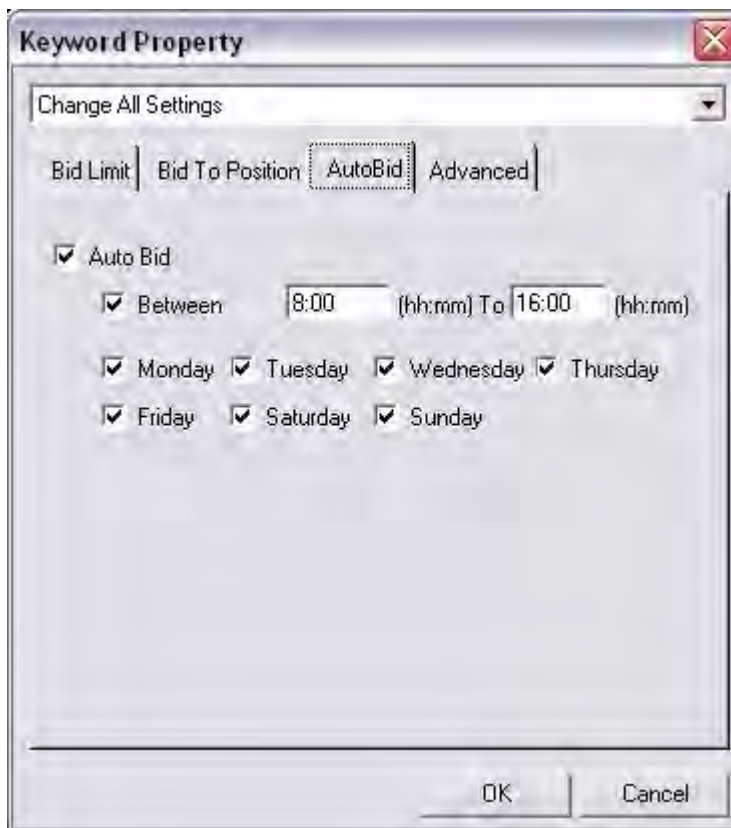 Keyword Property
Change All Settings
Bid Limit Bid To Position AutoBid Advanced
Auto Bid
Between 8:00 (hh:mm) To 16:00 (hh:mm)
Monday Tuesday Wednesday Thursday
Friday Saturday Sunday
OK Cancel